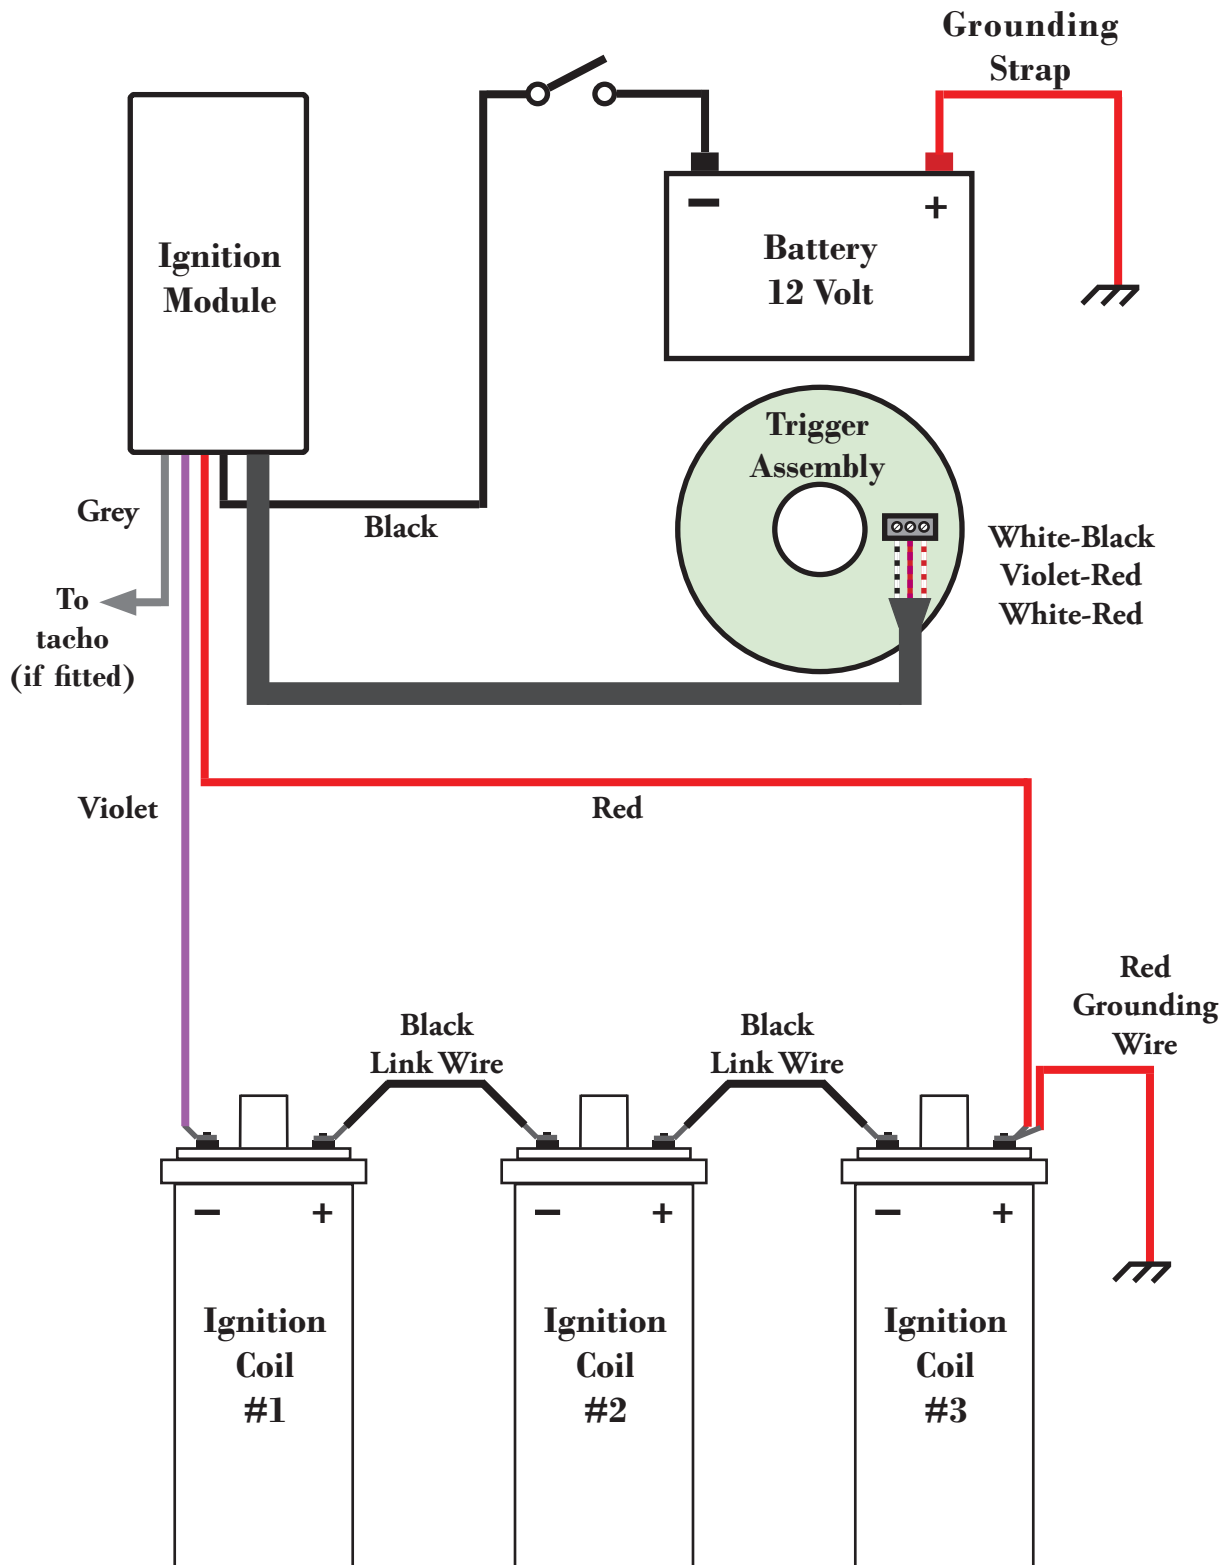 Grounding
Strap
Ignition
Module
− +
Battery
12 Volt
Trigger
Assembly
Grey
Black
White-Black
Violet-Red
White-Red
To
tacho
(if fitted)
Violet
Red
Red
Grounding
Wire
Black
Link Wire
Black
Link Wire
− +
− +
− +
Ignition
Coil
#1
Ignition
Coil
#2
Ignition
Coil
#3